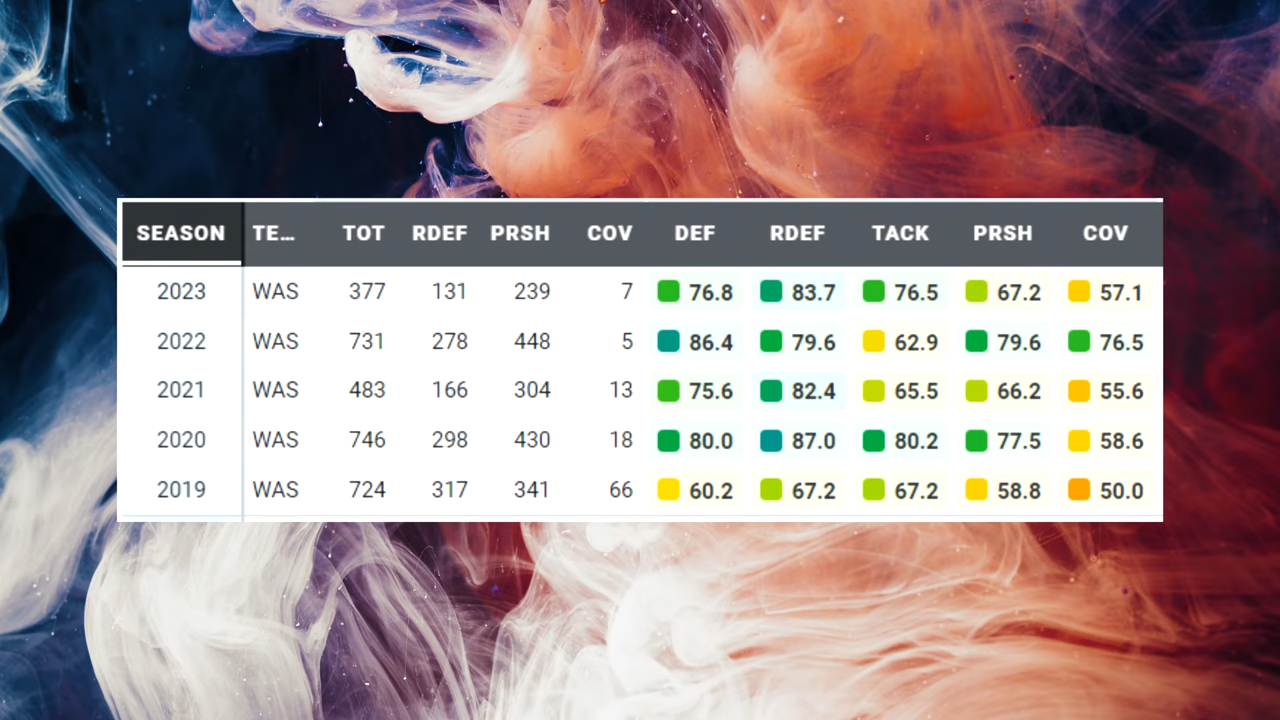 SEASON TE... TOT RDEF PRSH COV DEF RDEF TACK PRSH COV
2023 WAS 377 131 239 7 76.8 83.7 76.5 67.2 57.1
2022 WAS 731 278 448 5 86.4 79.6 62.9 79.6 76.5
2021 WAS 483 166 304 13 75.6 82.4 65.5 66.2 55.6
2020 WAS 746 298 430 18 80.0 87.0 80.2 77.5 58.6
2019 WAS 724 317 341 66 60.2 67.2 67.2 58.8 50.0